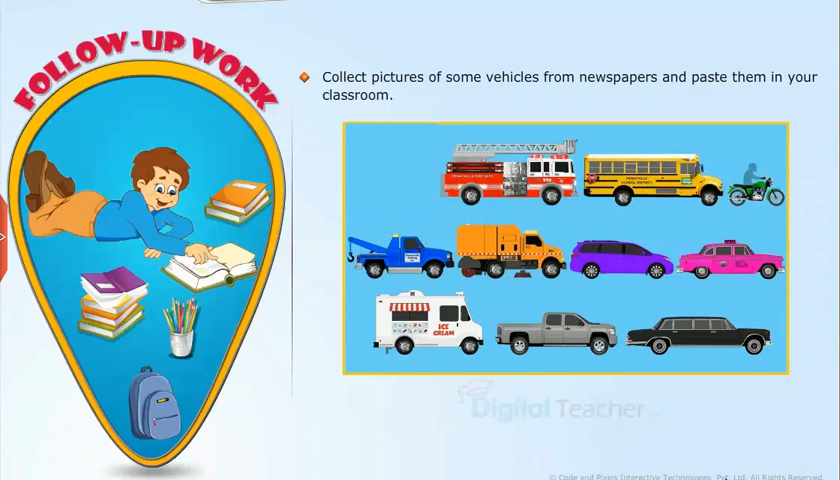 FOLLOW-UP WORK
Collect pictures of some vehicles from newspapers and paste them in your
classroom.
ICE
CREAM
Digital Teacher.in
© Code and Pixels Interactive Technologies. Pvt. Ltd. All Rights Reserved.